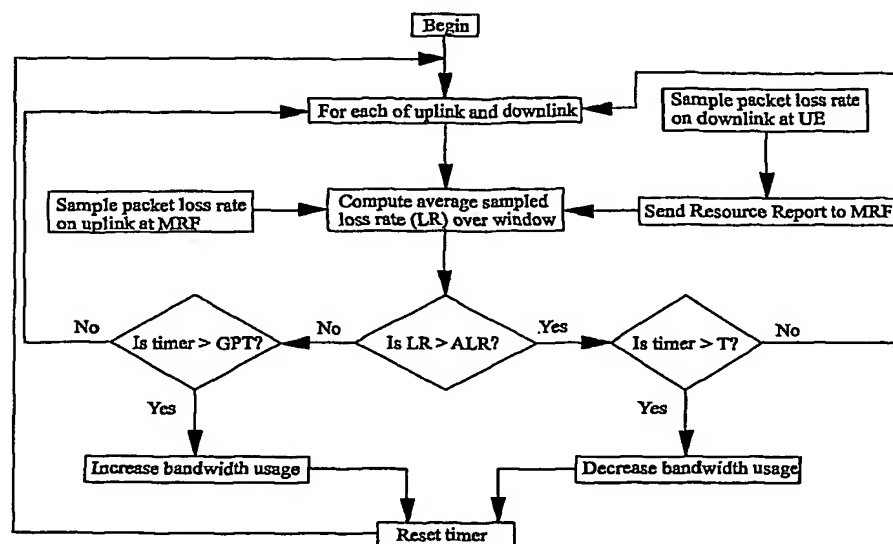 Begin
For each of uplink and downlink
Sample packet loss rate
on downlink at UE
Sample packet loss rate
on uplink at MRF
Compute average sampled
loss rate (LR) over window
Send Resource Report to MRF
No
Is timer > GPT?
No
Is LR > ALR?
Yes
Is timer > T?
No
Yes
Yes
Increase bandwidth usage
Decrease bandwidth usage
Reset timer